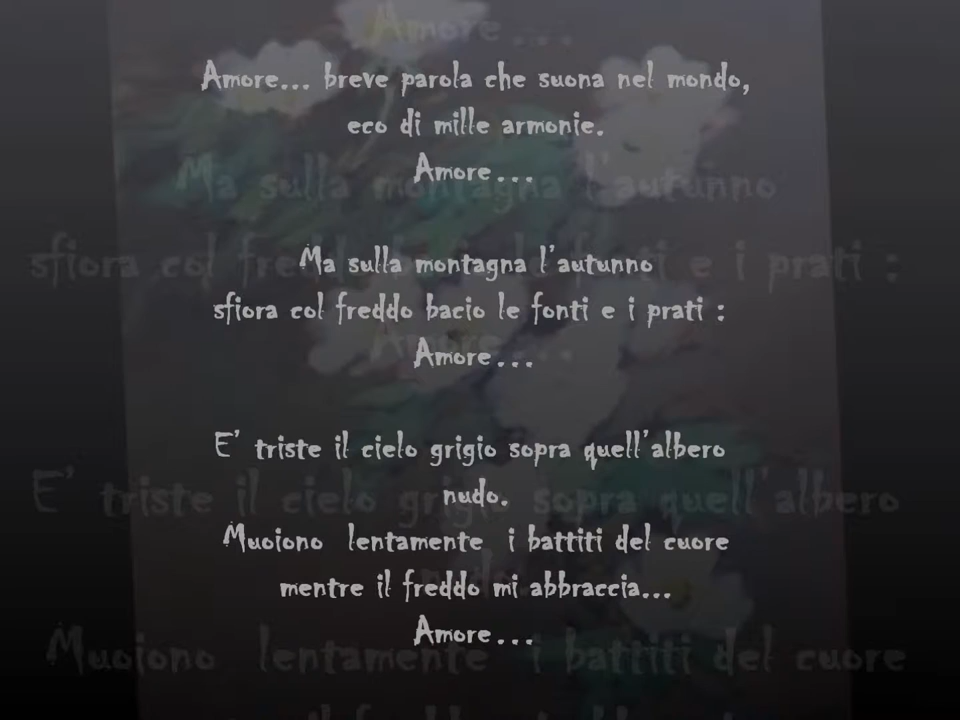 Amore... breve parola che suona nel mondo,
eco di mille armonie.
Amore...
Ma sulla montagna l'autunno
sfiora col freddo bacio le fonti e i prati :
Amore...
E' triste il cielo grigio sopra quell'albero
nudo.
Muoiono lentamente i battiti del cuore
mentre il freddo mi abbraccia...
Amore...